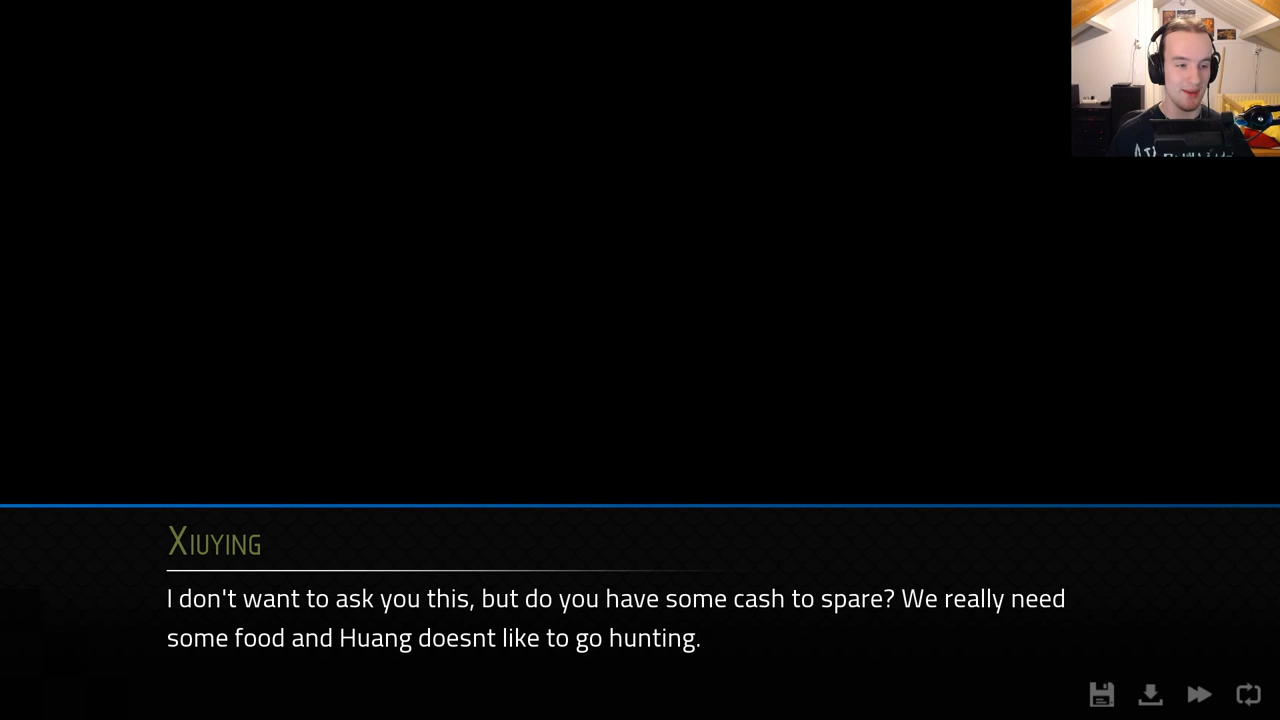 Xiuying
I don't want to ask you this, but do you have some cash to spare? We really need
some food and Huang doesnt like to go hunting.